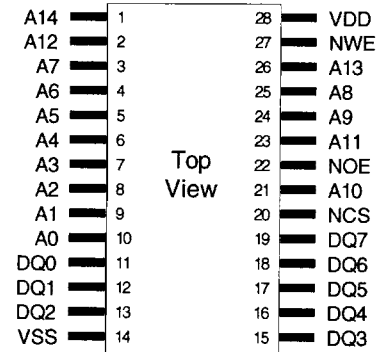 A14 1 28 VDD
A12 2 27 NWE
A7 3 26 A13
A6 4 25 A8
A5 5 24 A9
A4 6 23 A11
A3 7 Top 22 NOE
A2 8 View 21 A10
A1 9 20 NCS
A0 10 19 DQ7
DQ0 11 18 DQ6
DQ1 12 17 DQ5
DQ2 13 16 DQ4
VSS 14 15 DQ3